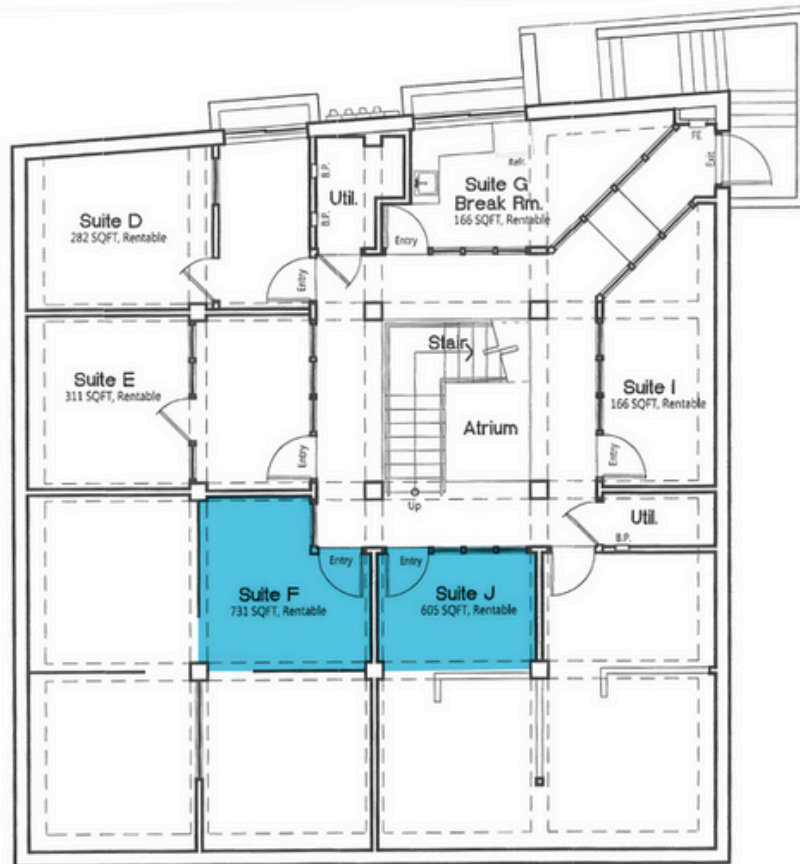 FE
Exit
Refr.
B.P.
B.P.
Util.
Suite G
Break Rm.
166 SQFT, Rentable
Suite D
282 SQFT, Rentable
Entry
Entry
Stair
Suite E
311 SQFT, Rentable
Suite I
166 SQFT, Rentable
Atrium
Entry
Entry
Up
Util.
B.P.
Entry
Entry
Suite F
731 SQFT, Rentable
Suite J
605 SQFT, Rentable